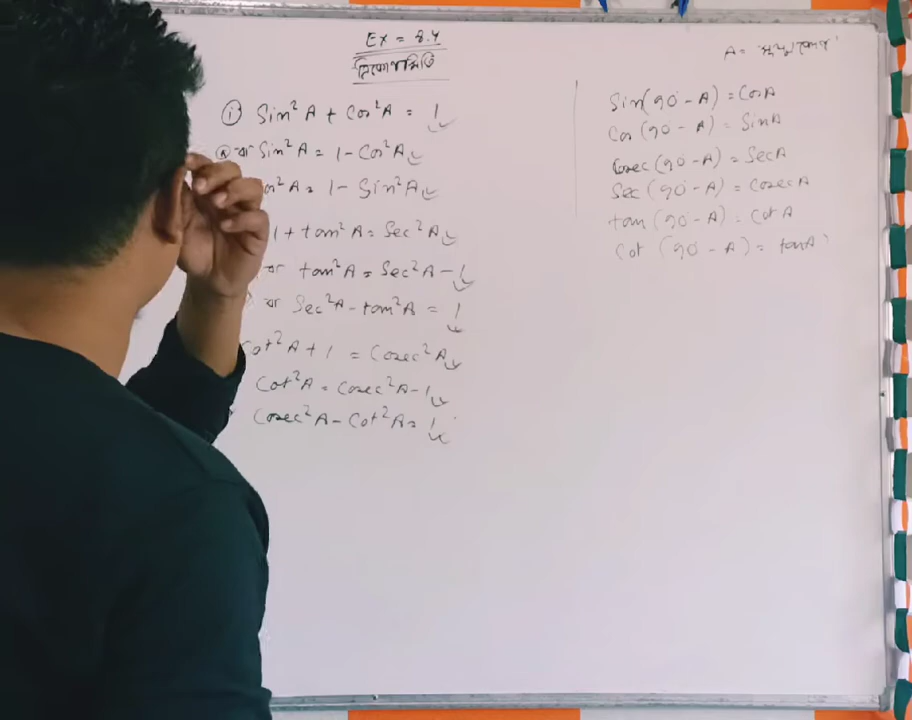 Ex = 8.4
ত্রিকোণমিতি
A = সূক্ষ্মকোণ
① Sin²A + Cos²A = 1
বা Sin²A = 1 - Cos²A
os²A = 1 - Sin²A
1 + tan²A = Sec²A
বা tan²A = Sec²A - 1
বা Sec²A - tan²A = 1
Cot²A + 1 = Cosec²A
Cot²A = Cosec²A - 1
Cosec²A - Cot²A = 1
Sin(90° - A) = CosA
Cos(90° - A) = SinA
Cosec(90° - A) = SecA
Sec(90° - A) = CosecA
tan(90° - A) = CotA
Cot(90° - A) = tanA